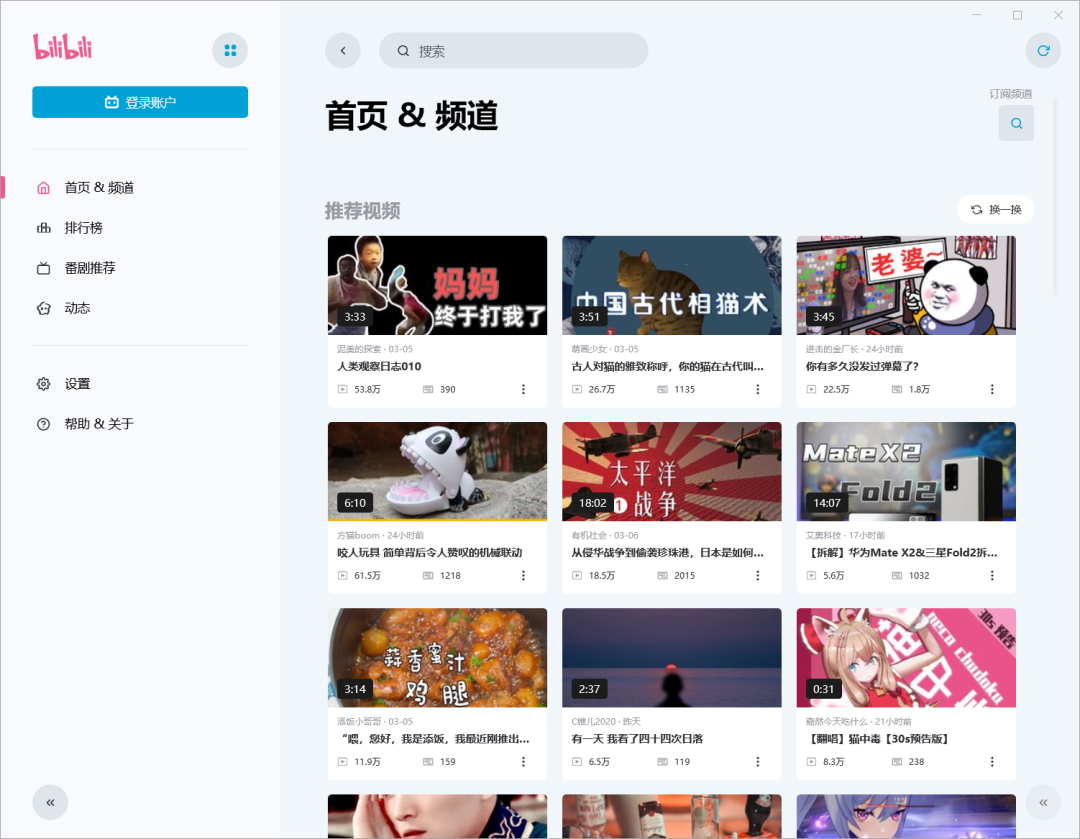 bilibili
搜索
登录账户
首页 & 频道
订阅频道
首页 & 频道
排行榜
番剧推荐
动态
设置
帮助 & 关于
推荐视频
换一换
妈妈
终于打我了
3:33
泥美的探索 · 03-05
人类观察日志010
53.8万
390
中国古代相猫术
3:51
萌画少女 · 03-05
古人对猫的雅致称呼，你的猫在古代叫...
26.7万
1135
老婆~
3:45
进击的金厂长 · 24小时前
你有多久没发过弹幕了?
22.5万
1.8万
6:10
方猫boom · 24小时前
咬人玩具 简单背后令人赞叹的机械联动
61.5万
1218
太平洋
1战争
18:02
有机社会 · 03-06
从侵华战争到偷袭珍珠港，日本是如何...
18.5万
2015
Mate X2
Fold2
14:07
艾奥科技 · 17小时前
【拆解】华为Mate X2&三星Fold2拆...
5.6万
1032
蒜香蜜汁
鸡腿
3:14
添饭小哥哥 · 03-05
“喂，您好，我是添饭，我最近刚推出...
11.9万
159
2:37
C维儿2020 · 昨天
有一天 我看了四十四次日落
6.5万
119
30s 预告
neco chudoku
0:31
嘉然今天吃什么 · 21小时前
【翻唱】猫中毒【30s预告版】
8.3万
238